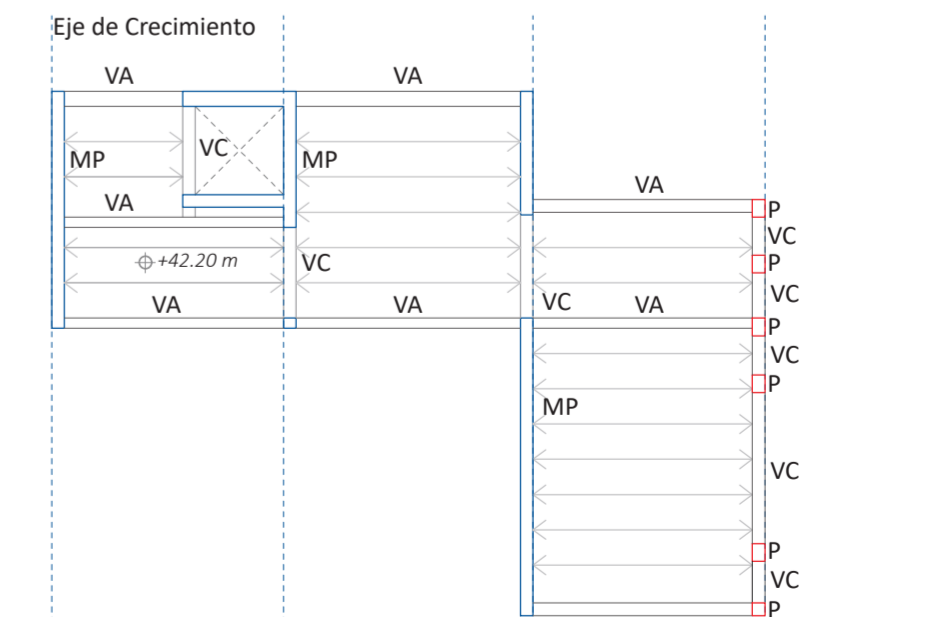 Eje de Crecimiento
VA VA
VC
MP MP
VA VA
P
VC
+42.20 m VC P
VA VA VC VA VC
P
VC
P
MP
VC
P
VC
P